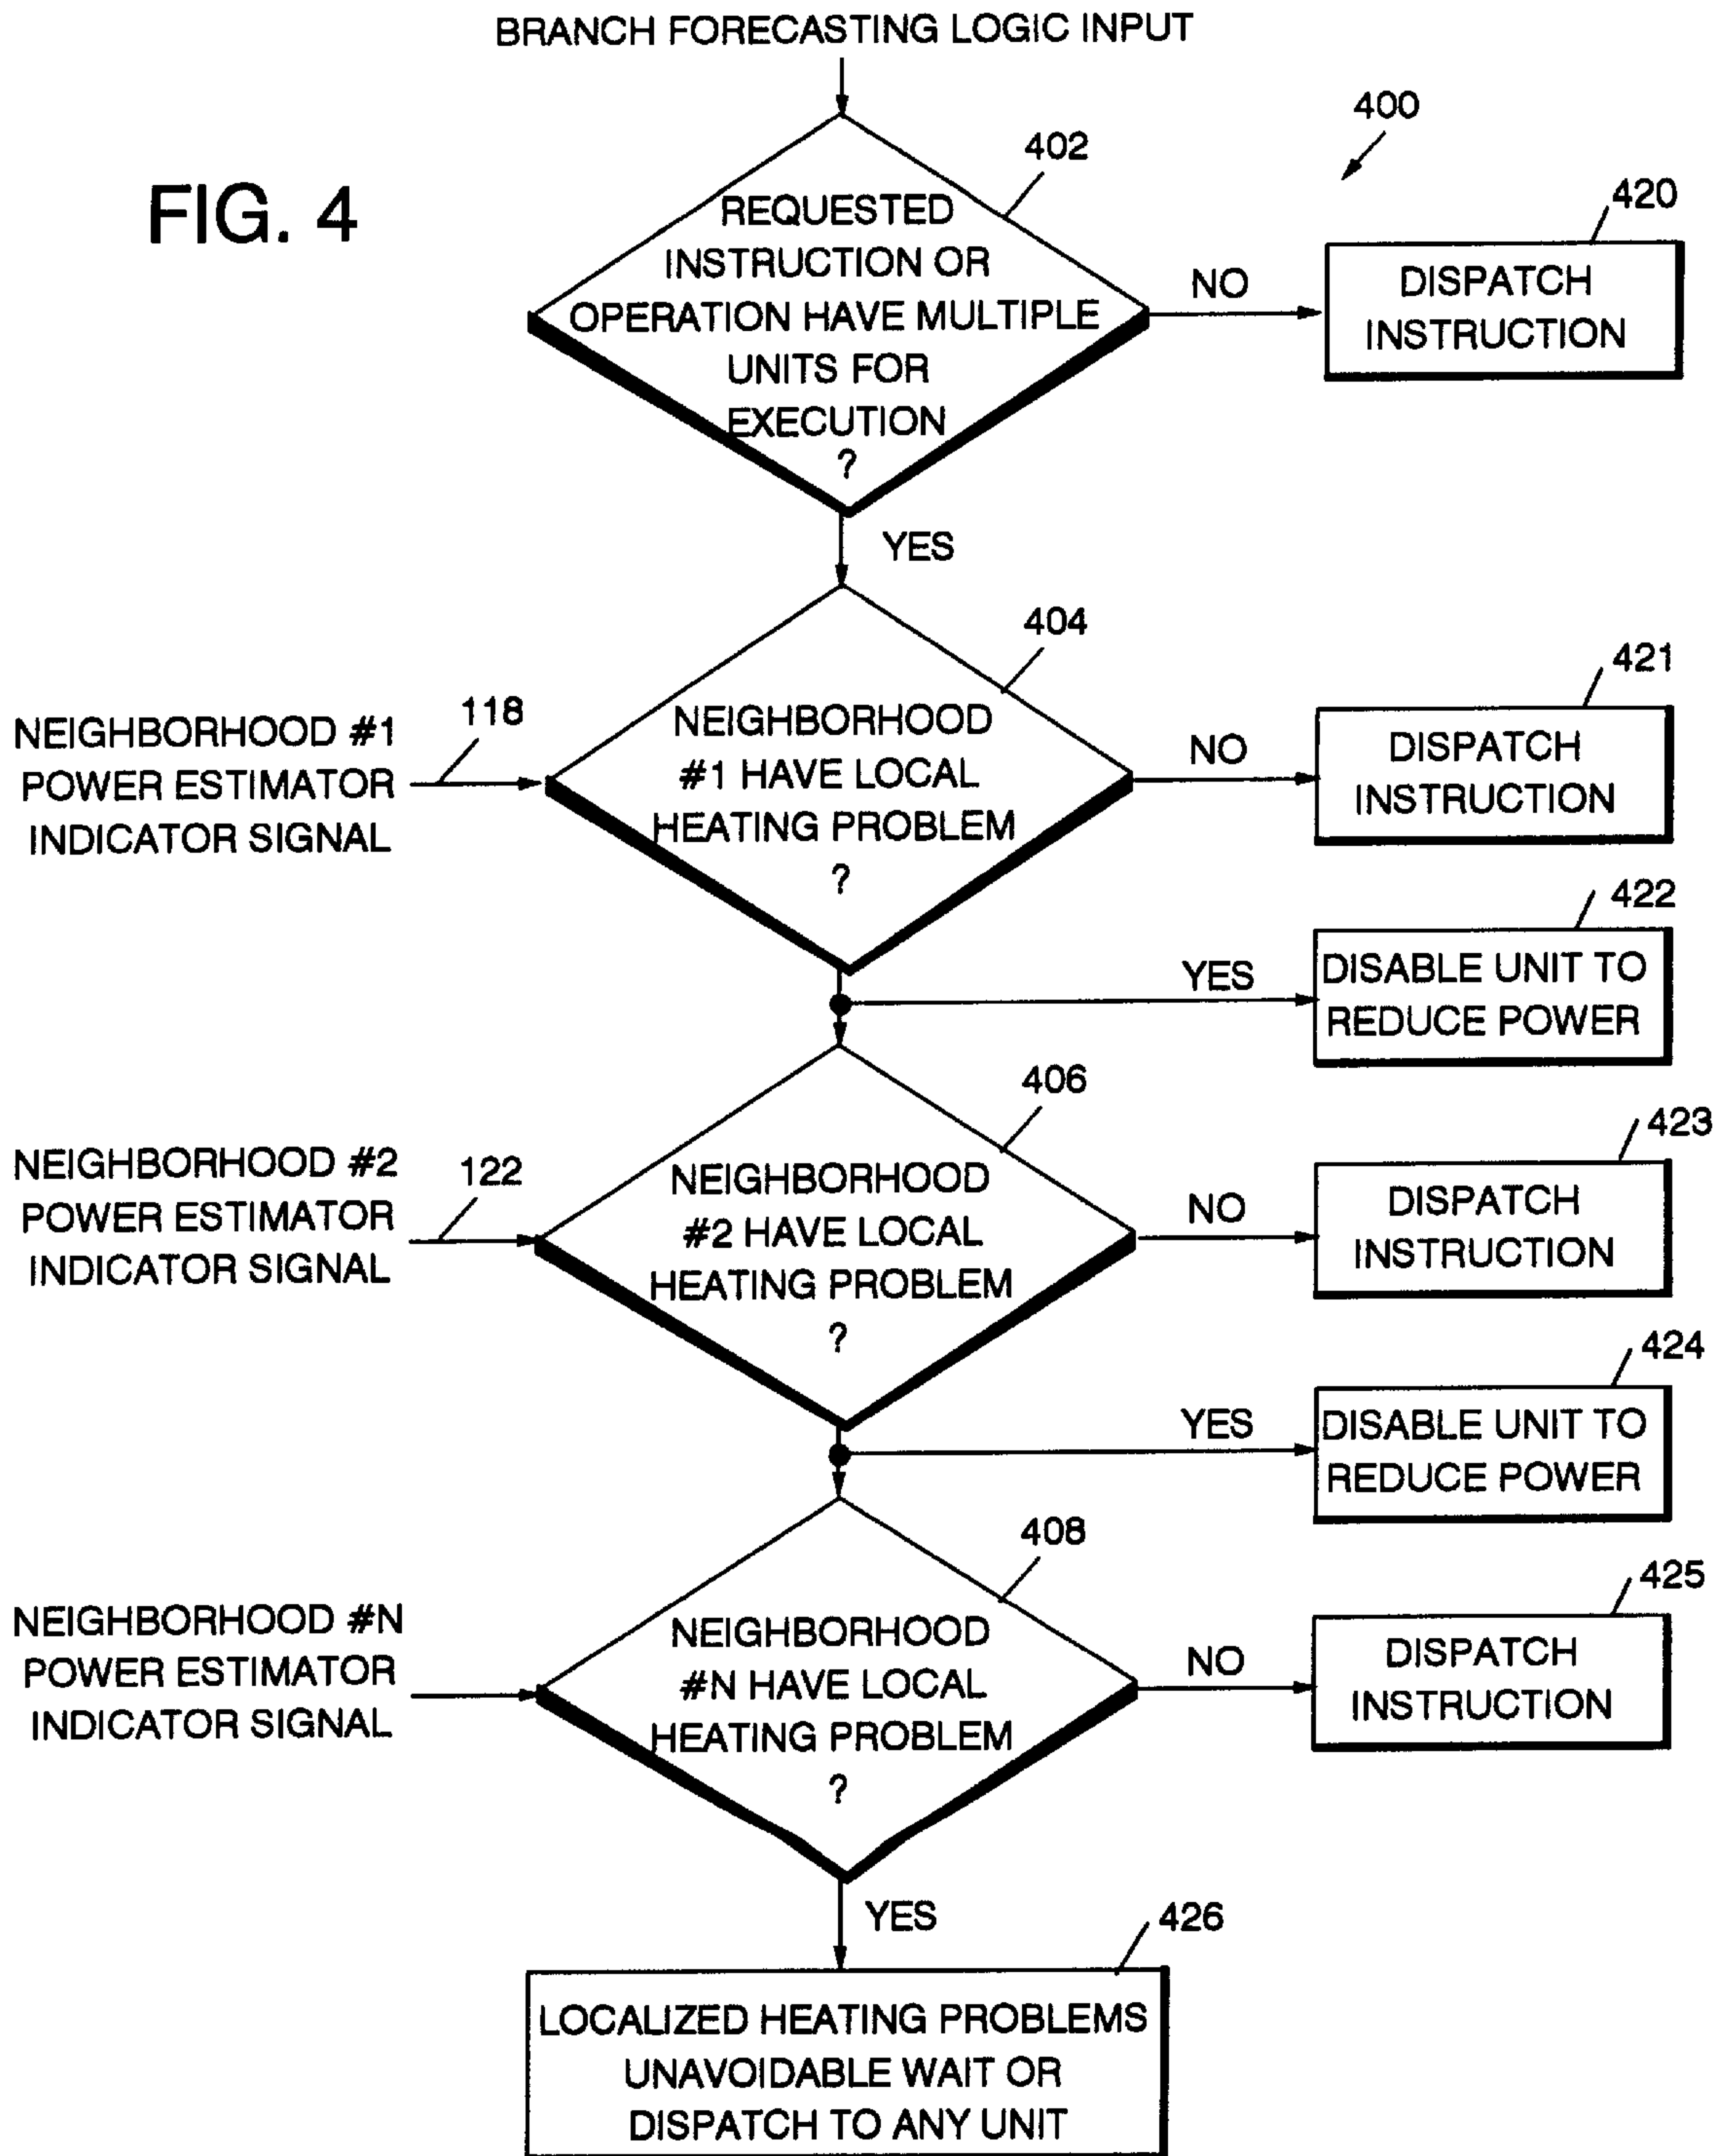 BRANCH FORECASTING LOGIC INPUT
400
FIG. 4
402
REQUESTED
INSTRUCTION OR
OPERATION HAVE MULTIPLE
UNITS FOR
EXECUTION
?
NO
420
DISPATCH
INSTRUCTION
YES
404
NEIGHBORHOOD #1
POWER ESTIMATOR
INDICATOR SIGNAL
118
NEIGHBORHOOD
#1 HAVE LOCAL
HEATING PROBLEM
?
NO
421
DISPATCH
INSTRUCTION
YES
422
DISABLE UNIT TO
REDUCE POWER
406
NEIGHBORHOOD #2
POWER ESTIMATOR
INDICATOR SIGNAL
122
NEIGHBORHOOD
#2 HAVE LOCAL
HEATING PROBLEM
?
NO
423
DISPATCH
INSTRUCTION
YES
424
DISABLE UNIT TO
REDUCE POWER
408
NEIGHBORHOOD #N
POWER ESTIMATOR
INDICATOR SIGNAL
NEIGHBORHOOD
#N HAVE LOCAL
HEATING PROBLEM
?
NO
425
DISPATCH
INSTRUCTION
YES
426
LOCALIZED HEATING PROBLEMS
UNAVOIDABLE WAIT OR
DISPATCH TO ANY UNIT